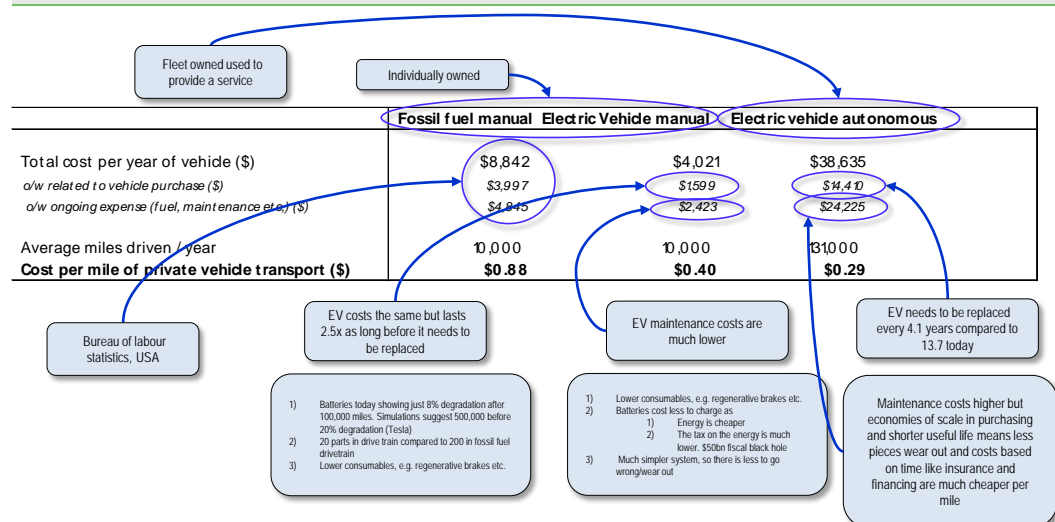 Fleet owned used to
provide a service
Individually owned
Fossil fuel manual Electric Vehicle manual Electric vehicle autonomous
Total cost per year of vehicle ($) $8,842 $4,021 $38,635
o/w related to vehicle purchase ($) $3,997 $1,599 $14,410
o/w ongoing expense (fuel, maintenance etc.) ($) $4,845 $2,423 $24,225
Average miles driven / year 10,000 10,000 131,000
Cost per mile of private vehicle transport ($) $0.88 $0.40 $0.29
Bureau of labour
statistics, USA
EV costs the same but lasts
2.5x as long before it needs to
be replaced
EV maintenance costs are
much lower
EV needs to be replaced
every 4.1 years compared to
13.7 today
1) Batteries today showing just 8% degradation after
100,000 miles. Simulations suggest 500,000 before
20% degradation (Tesla)
2) 20 parts in drive train compared to 200 in fossil fuel
drivetrain
3) Lower consumables, e.g. regenerative brakes etc.
1) Lower consumables, e.g. regenerative brakes etc.
2) Batteries cost less to charge as
1) Energy is cheaper
2) The tax on the energy is much
lower. $50bn fiscal black hole
3) Much simpler system, so there is less to go
wrong/wear out
Maintenance costs higher but
economies of scale in purchasing
and shorter useful life means less
pieces wear out and costs based
on time like insurance and
financing are much cheaper per
mile